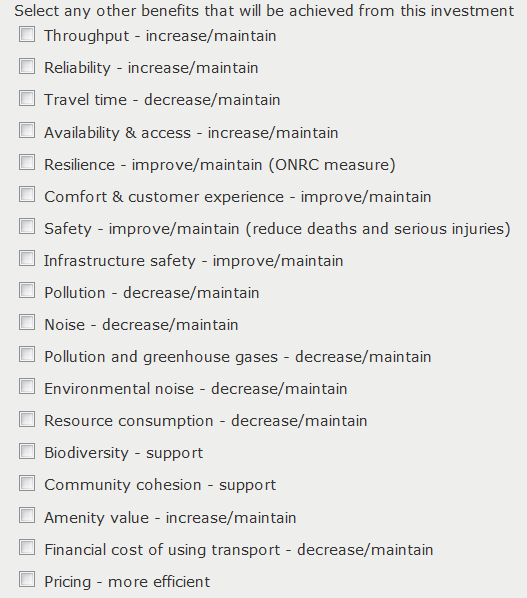 Select any other benefits that will be achieved from this investment
Throughput - increase/maintain
Reliability - increase/maintain
Travel time - decrease/maintain
Availability & access - increase/maintain
Resilience - improve/maintain (ONRC measure)
Comfort & customer experience - improve/maintain
Safety - improve/maintain (reduce deaths and serious injuries)
Infrastructure safety - improve/maintain
Pollution - decrease/maintain
Noise - decrease/maintain
Pollution and greenhouse gases - decrease/maintain
Environmental noise - decrease/maintain
Resource consumption - decrease/maintain
Biodiversity - support
Community cohesion - support
Amenity value - increase/maintain
Financial cost of using transport - decrease/maintain
Pricing - more efficient